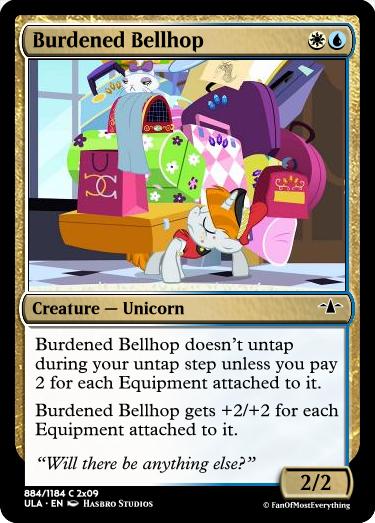 Burdened Bellhop
Creature — Unicorn
Burdened Bellhop doesn't untap
during your untap step unless you pay
2 for each Equipment attached to it.
Burdened Bellhop gets +2/+2 for each
Equipment attached to it.
“Will there be anything else?”
2/2
884/1184 C 2x09
ULA • EN Hasbro Studios
© FanOfMostEverything